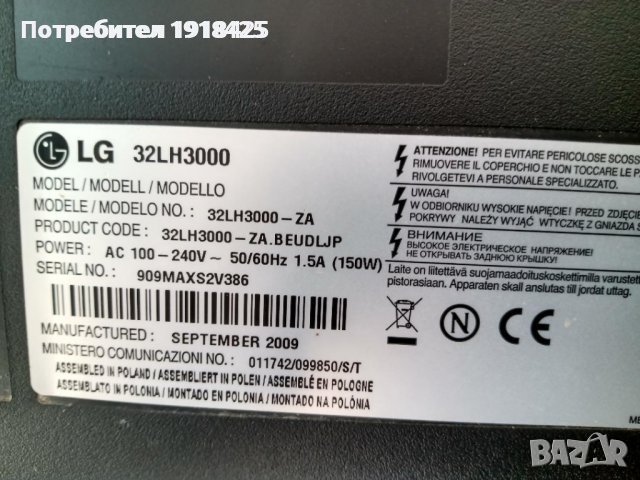 Потребител 1918425
LG 32LH3000
MODEL / MODELL / MODELLO
MODELE / MODELO NO. : 32LH3000-ZA
PRODUCT CODE : 32LH3000-ZA.BEUDLJP
POWER: AC 100-240V~ 50/60Hz 1.5A (150W)
SERIAL NO. : 909MAXS2V386
MANUFACTURED : SEPTEMBER 2009
MINISTERO COMUNICAZIONI NO. : 011742/099850/S/T
ASSEMBLED IN POLAND / ASSEMBLIERT IN POLEN / ASSEMBLÉ EN POLOGNE
ASSEMBLATO IN POLONIA / MONTADO EN POLONIA / MONTADO NA POLÓNIA
ATTENZIONE! PER EVITARE PERICOLOSE SCOSS
RIMUOVERE IL COPERCHIO E NON TOCCARE LE PA
RIVOLGETEVI A PERSONALE SPECIALIZZATO.
UWAGA!
W ODBIORNIKU WYSOKIE NAPIĘCIE! PRZED ZDJĘCIE
POKRYWY NALEŻY WYJĄĆ WTYCZKĘ Z GNIAZDA S
ВНИМАНИЕ
ВЫСОКОЕ ЭЛЕКТРИЧЕСКОЕ НАПРЯЖЕНИЕ!
НЕ ОТКРЫВАТЬ ЗАДНЮЮ КРЫШКУ!
Laite on liitettävä suojamaadoituskoskettimilla varustettu
pistorasiaan. Apparaten skall anslutas till jordat uttag.
N CE
ME
BAZAR